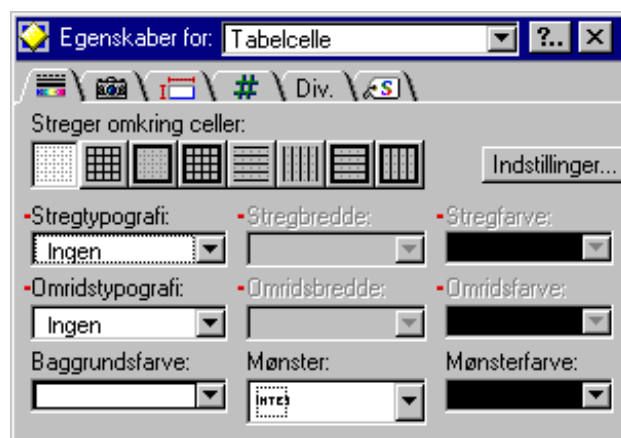 Egenskaber for: Tabelcelle ?..
# Div. S
Streger omkring celler:
Indstillinger...
Stregtypografi: Stregbredde: Stregfarve:
Ingen
Omridstypografi: Omridsbredde: Omridsfarve:
Ingen
Baggrundsfarve: Mønster: Mønsterfarve: